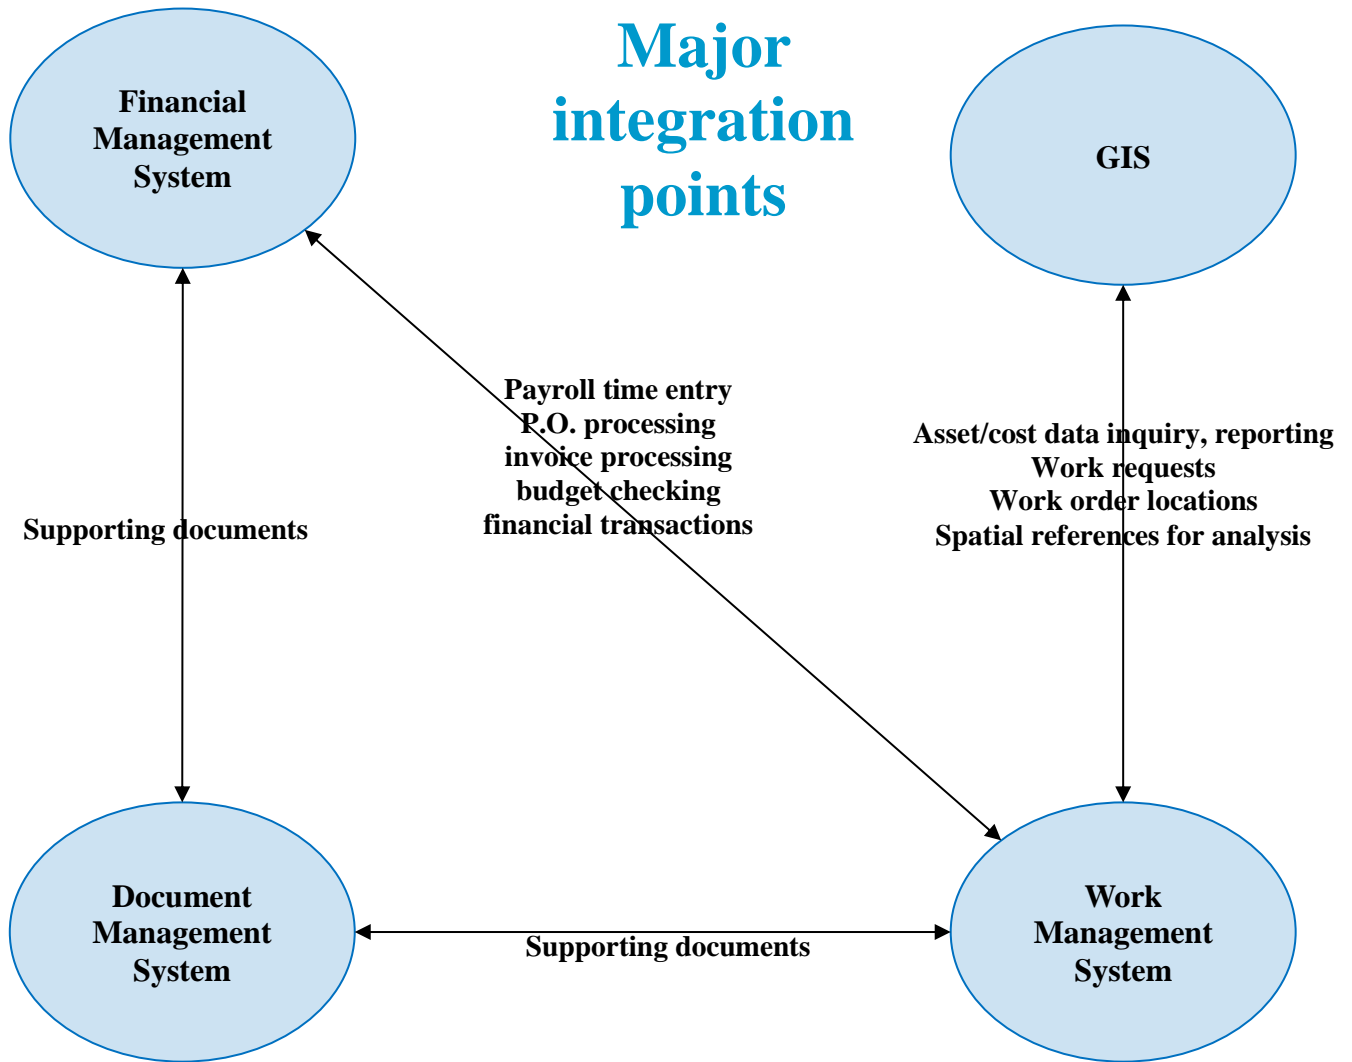 Major
integration
points
Financial
Management
System
GIS
Payroll time entry
P.O. processing
invoice processing
budget checking
financial transactions
Asset/cost data inquiry, reporting
Work requests
Work order locations
Spatial references for analysis
Supporting documents
Document
Management
System
Supporting documents
Work
Management
System